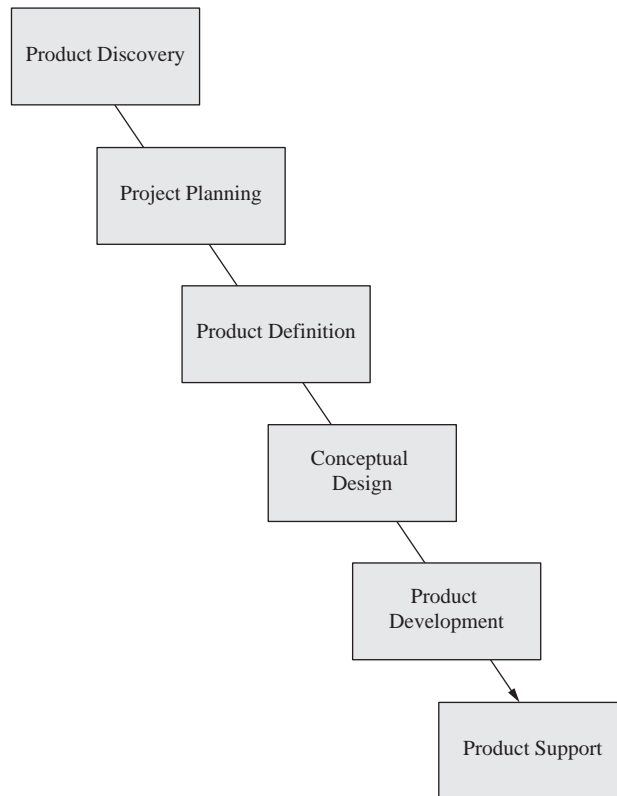 Product Discovery
Project Planning
Product Definition
Conceptual
Design
Product
Development
Product Support